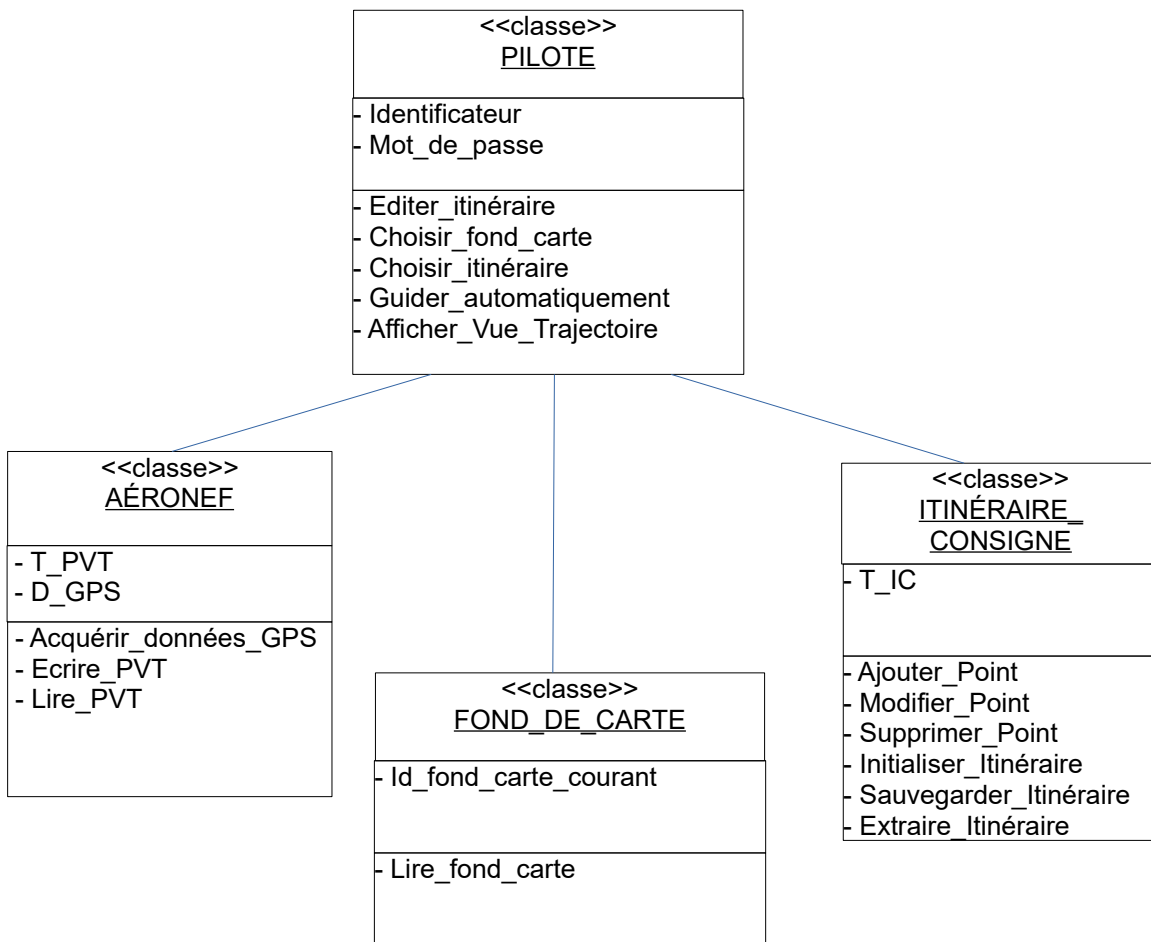 <<classe>>
PILOTE
- Identificateur
- Mot_de_passe
- Editer_itinéraire
- Choisir_fond_carte
- Choisir_itinéraire
- Guider_automatiquement
- Afficher_Vue_Trajectoire
<<classe>>
AÉRONEF
- T_PVT
- D_GPS
- Acquérir_données_GPS
- Ecrire_PVT
- Lire_PVT
<<classe>>
FOND_DE_CARTE
- Id_fond_carte_courant
- Lire_fond_carte
<<classe>>
ITINÉRAIRE_
CONSIGNE
- T_IC
- Ajouter_Point
- Modifier_Point
- Supprimer_Point
- Initialiser_Itinéraire
- Sauvegarder_Itinéraire
- Extraire_Itinéraire